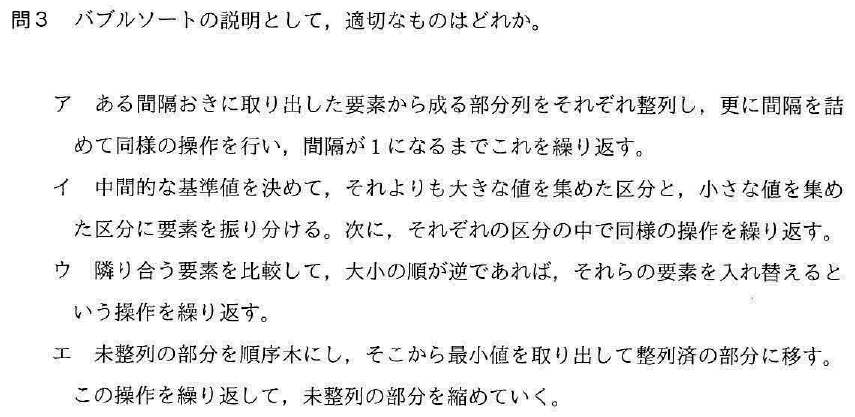 問3　バブルソートの説明として，適切なものはどれか。
ア　ある間隔おきに取り出した要素から成る部分列をそれぞれ整列し，更に間隔を詰
めて同様の操作を行い，間隔が1になるまでこれを繰り返す。
イ　中間的な基準値を決めて，それよりも大きな値を集めた区分と，小さな値を集め
た区分に要素を振り分ける。次に，それぞれの区分の中で同様の操作を繰り返す。
ウ　隣り合う要素を比較して，大小の順が逆であれば，それらの要素を入れ替えると
いう操作を繰り返す。
エ　未整列の部分を順序木にし，そこから最小値を取り出して整列済の部分に移す。
この操作を繰り返して，未整列の部分を縮めていく。